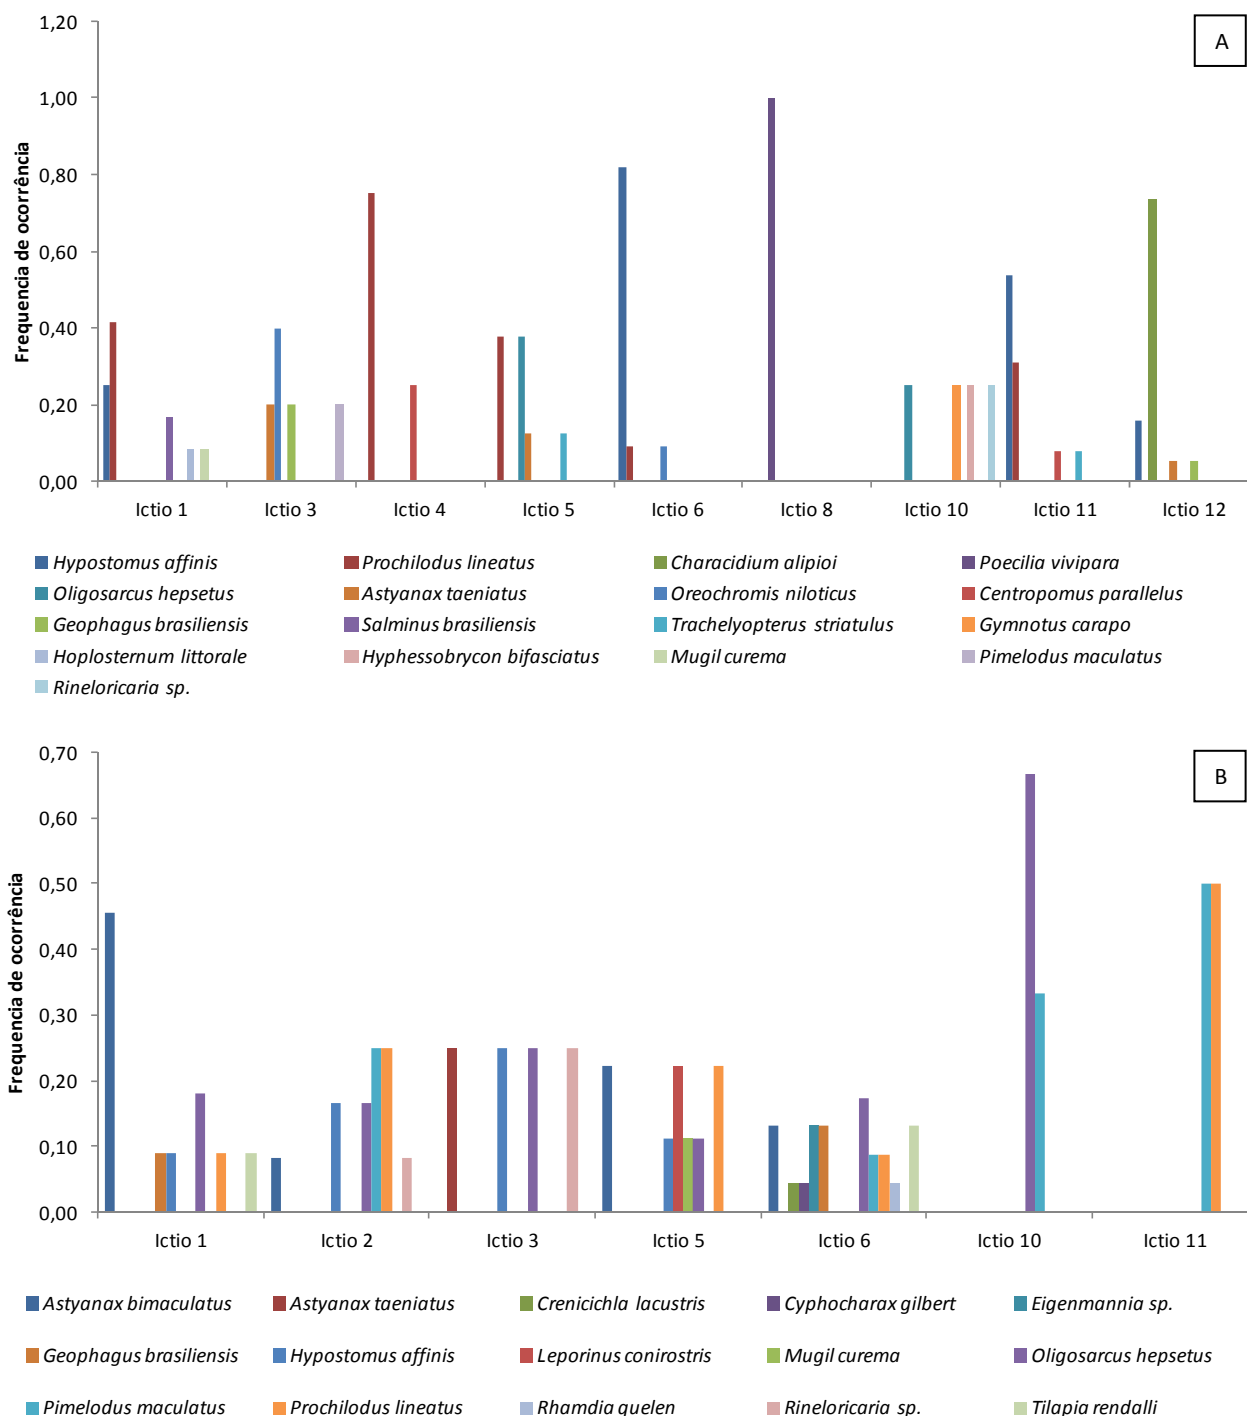 A
Frequencia de ocorrência
1,20
1,00
0,80
0,60
0,40
0,20
0,00
Ictio 1 Ictio 3 Ictio 4 Ictio 5 Ictio 6 Ictio 8 Ictio 10 Ictio 11 Ictio 12
Hypostomus affinis Prochilodus lineatus Characidium alipioi Poecilia vivipara
Oligosarcus hepsetus Astyanax taeniatus Oreochromis niloticus Centropomus parallelus
Geophagus brasiliensis Salminus brasiliensis Trachelyopterus striatulus Gymnotus carapo
Hoplosternum littorale Hyphessobrycon bifasciatus Mugil curema Pimelodus maculatus
Rineloricaria sp.
B
Frequencia de ocorrência
0,70
0,60
0,50
0,40
0,30
0,20
0,10
0,00
Ictio 1 Ictio 2 Ictio 3 Ictio 5 Ictio 6 Ictio 10 Ictio 11
Astyanax bimaculatus Astyanax taeniatus Crenicichla lacustris Cyphocharax gilbert Eigenmannia sp.
Geophagus brasiliensis Hypostomus affinis Leporinus conirostris Mugil curema Oligosarcus hepsetus
Pimelodus maculatus Prochilodus lineatus Rhamdia quelen Rineloricaria sp. Tilapia rendalli